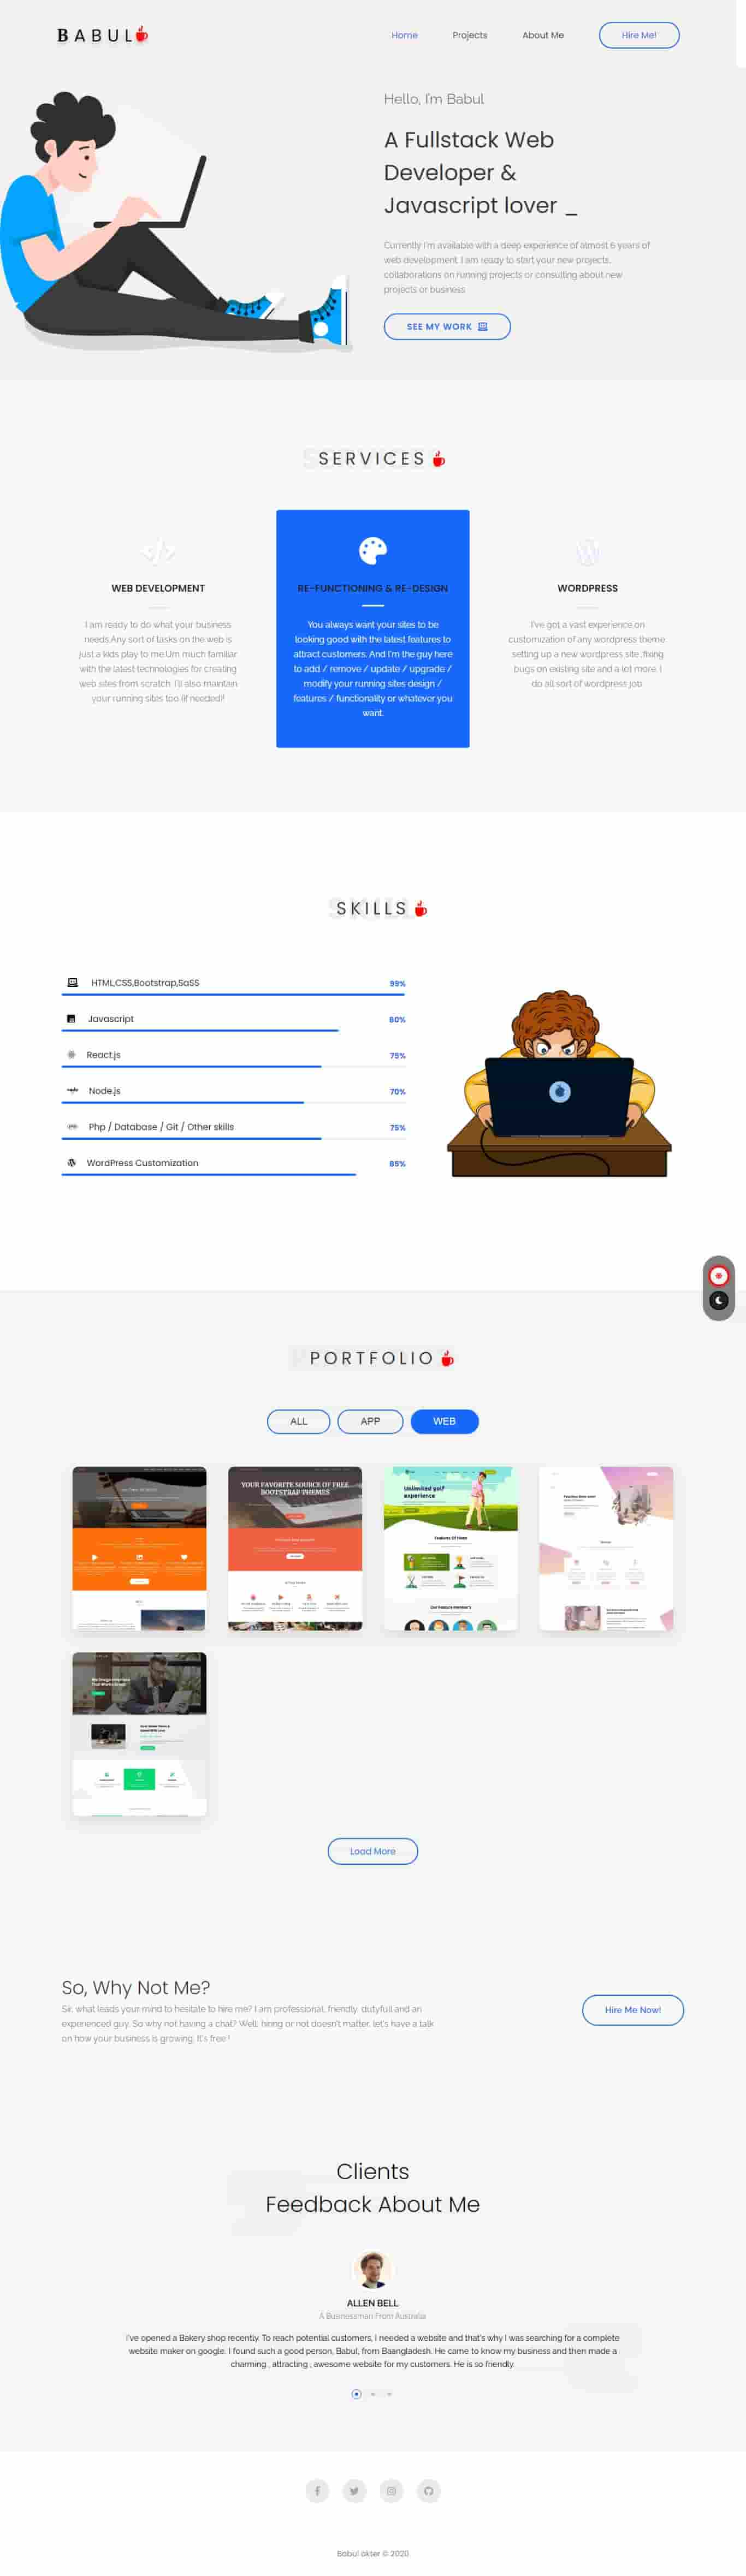 BABUL
Home Projects About Me Hire Me!
Hello, I'm Babul
A Fullstack Web
Developer &
Javascript lover _
Currently I'm available with a deep experience of almost 6 years of
web development. I am ready to start your new projects,
collaborations on running projects or consulting about new
projects or business
SEE MY WORK
SERVICES
WEB DEVELOPMENT
I am ready to do what your business
needs.Any sort of tasks on the web is
just a kids play to me.Um much familiar
with the latest technologies for creating
web sites from scratch. I'll also maintain
your running sites too (if needed)!
RE-FUNCTIONING & RE-DESIGN
You always want your sites to be
looking good with the latest features to
attract customers. And I'm the guy here
to add / remove / update / upgrade /
modify your running sites design /
features / functionality or whatever you
want.
WORDPRESS
I've got a vast experience on
customization of any wordpress theme,
setting up a new wordpress site ,fixing
bugs on existing site and a lot more. I
do all sort of wordpress job
SKILLS
HTML,CSS,Bootstrap,SaSS 99%
Javascript 80%
React.js 75%
Node.js 70%
Php / Database / Git / Other skills 75%
WordPress Customization 85%
PORTFOLIO
ALL APP WEB
YOUR FAVORITE SOURCE OF FREE
BOOTSTRAP THEMES
Unlimited golf
experience
Load More
So, Why Not Me?
Sir, what leads your mind to hesitate to hire me? I am professional, friendly, dutyfull and an
experienced guy. So why not having a chat? Well, hiring or not doesn't matter, let's have a talk
on how your business is growing. It's free !
Hire Me Now!
Clients
Feedback About Me
ALLEN BELL
A Businessman From Australia
I've opened a Bakery shop recently. To reach potential customers, I needed a website and that's why I was searching for a complete
website maker on google. I found such a good person, Babul, from Baangladesh. He came to know my business and then made a
charming , attracting , awesome website for my customers. He is so friendly.
Babul akter © 2020